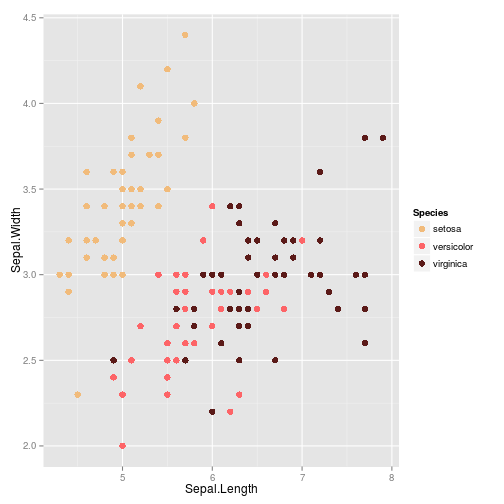 4.5
4.0
3.5
3.0
2.5
2.0
Sepal.Width
5 6 7 8
Sepal.Length
Species
setosa
versicolor
virginica